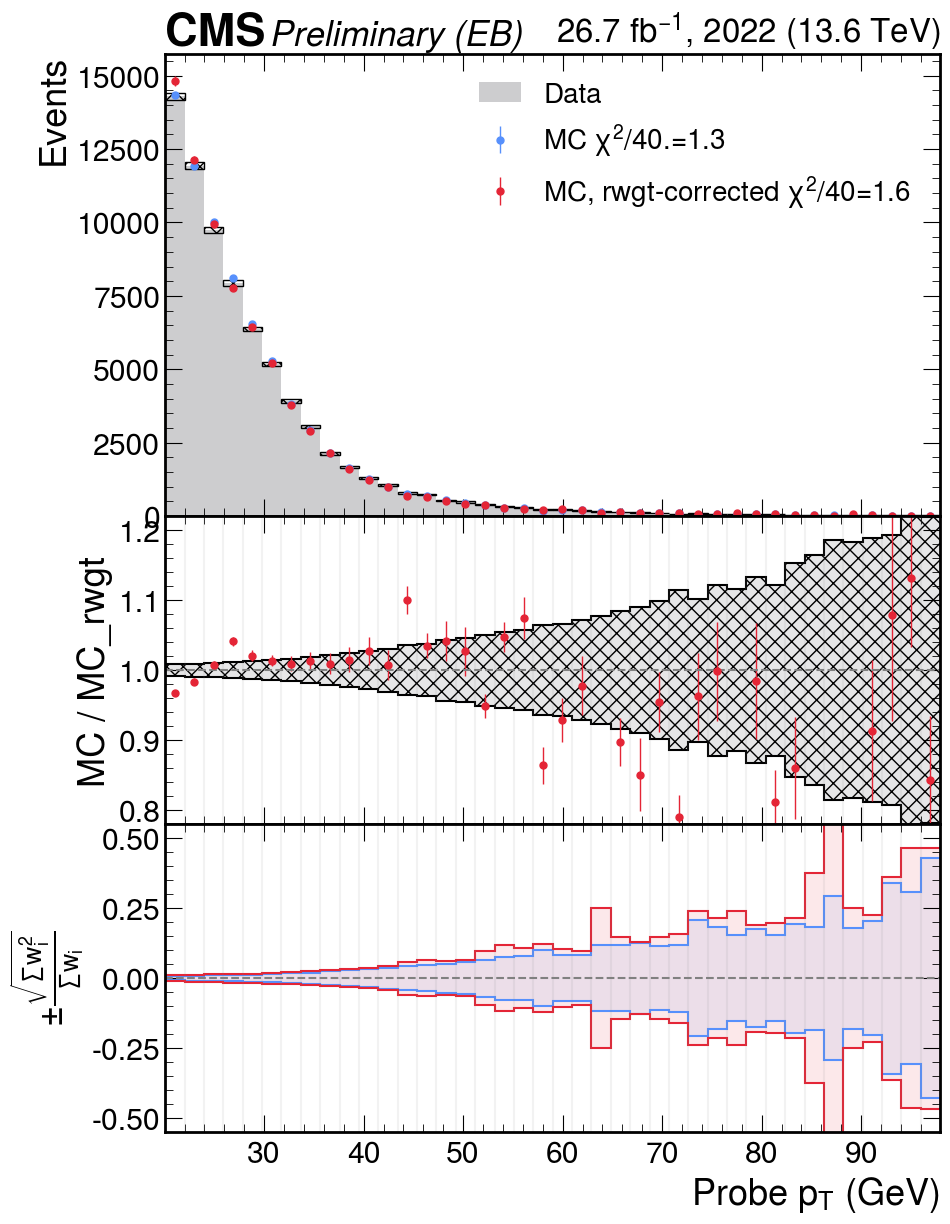 CMS Preliminary (EB) 26.7 fb⁻¹, 2022 (13.6 TeV)
Events
15000
12500
10000
7500
5000
2500
0
Data
MC χ²/40.=1.3
MC, rwgt-corrected χ²/40=1.6
MC / MC_rwgt
1.2
1.1
1.0
0.9
0.8
±√Σwᵢ²/Σwᵢ
0.50
0.25
0.00
-0.25
-0.50
30 40 50 60 70 80 90
Probe p_T (GeV)